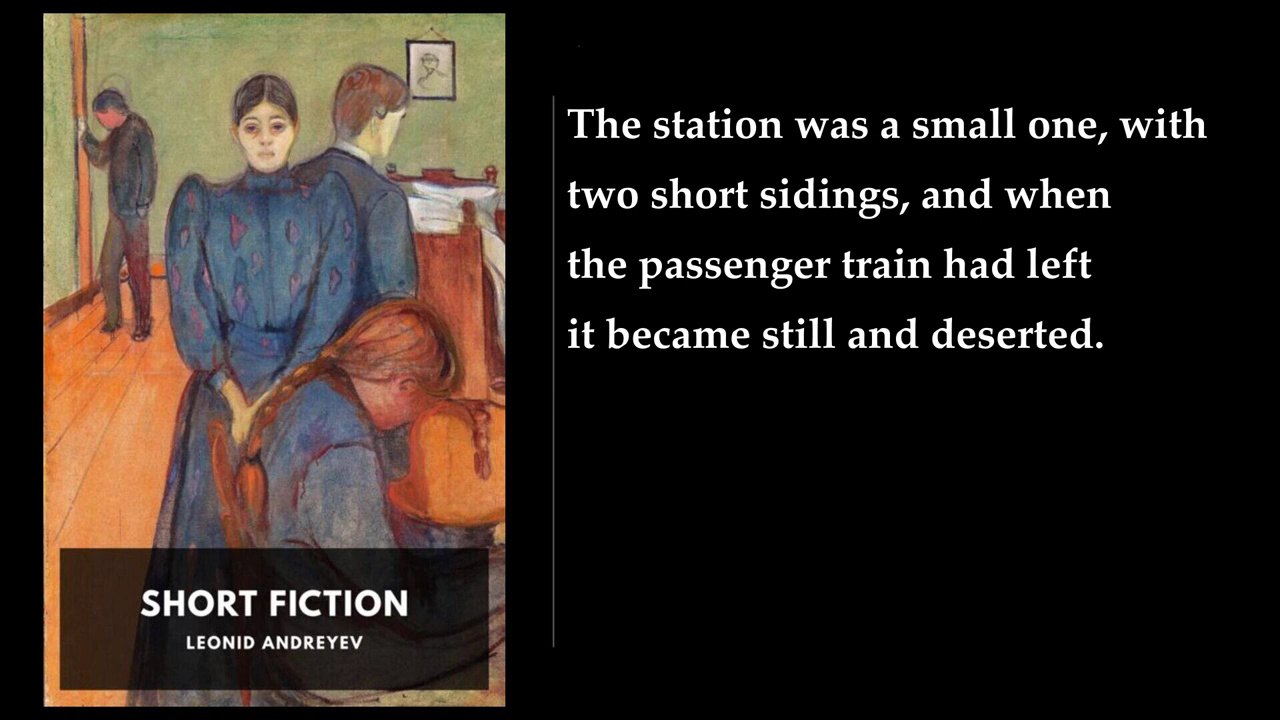 The station was a small one, with
two short sidings, and when
the passenger train had left
it became still and deserted.
SHORT FICTION
LEONID ANDREYEV